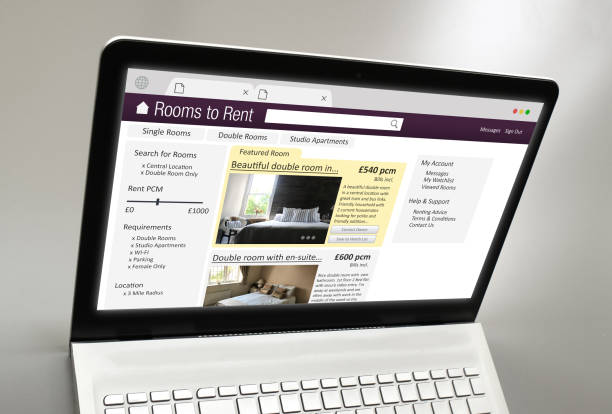 Rooms to Rent
Messages Sign Out
Single Rooms Double Rooms Studio Apartments
Search for Rooms
x Central Location
x Double Room Only
Rent PCM
£0 £1000
Requirements
x Double Rooms
x Studio Apartments
x Wi-Fi
x Parking
x Female Only
Location
x 3 Mile Radius
Featured Room
Beautiful double room in...
£540 pcm
Bills incl.
A beautiful double
room in a central location with
great tram and bus links.
Friendly household with
2 current housemates
looking for polite and
friendly addition...
Contact Owner
Save to Watch List
Double room with en-suite...
£600 pcm
Bills incl.
Nice double room with own
bathroom. 1st floor 2 Bed flat
with secure video entry. I'm
away at weekends and am
often away with work in the
middle of the week
My Account
Messages
My Watchlist
Viewed Rooms
Help & Support
Renting Advice
Terms & Conditions
Contact Us